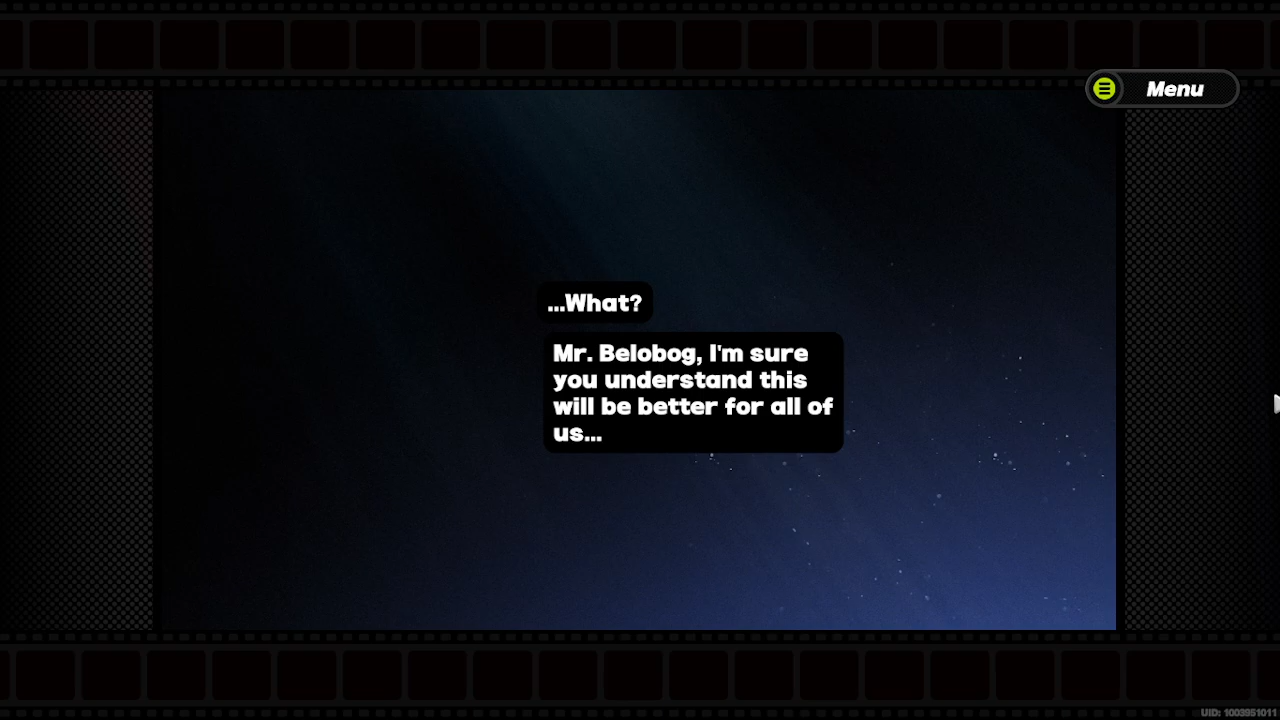 Menu
...What?
Mr. Belobog, I'm sure
you understand this
will be better for all of
us...
UID: 1003951011